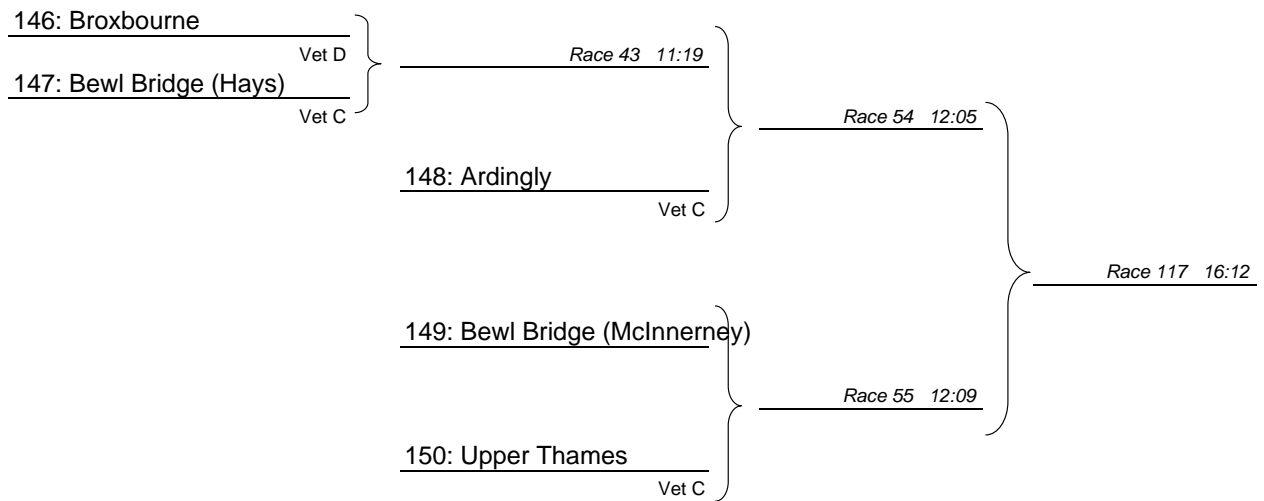 146: Broxbourne
Vet D
Race 43 11:19
147: Bewl Bridge (Hays)
Vet C
Race 54 12:05
148: Ardingly
Vet C
Race 117 16:12
149: Bewl Bridge (McInnerney)
Race 55 12:09
150: Upper Thames
Vet C